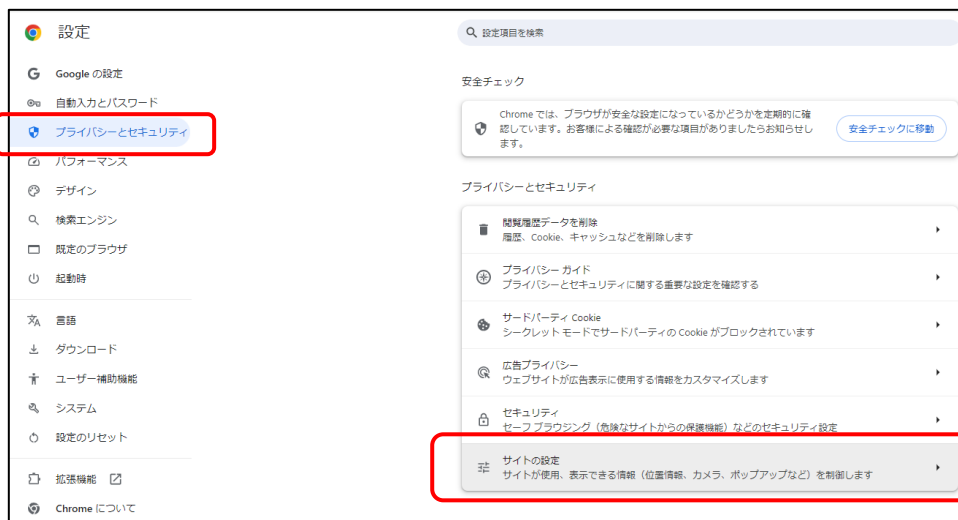 設定
設定項目を検索
Google の設定
自動入力とパスワード
プライバシーとセキュリティ
パフォーマンス
デザイン
検索エンジン
既定のブラウザ
起動時
言語
ダウンロード
ユーザー補助機能
システム
設定のリセット
拡張機能
Chrome について
安全チェック
Chrome では、ブラウザが安全な設定になっているかどうかを定期的に確
認しています。お客様による確認が必要な項目がありましたらお知らせし
ます。
安全チェックに移動
プライバシーとセキュリティ
閲覧履歴データを削除
履歴、Cookie、キャッシュなどを削除します
プライバシー ガイド
プライバシーとセキュリティに関する重要な設定を確認する
サードパーティ Cookie
シークレット モードでサードパーティの Cookie がブロックされています
広告プライバシー
ウェブサイトが広告表示に使用する情報をカスタマイズします
セキュリティ
セーフ ブラウジング（危険なサイトからの保護機能）などのセキュリティ設定
サイトの設定
サイトが使用、表示できる情報（位置情報、カメラ、ポップアップなど）を制御します